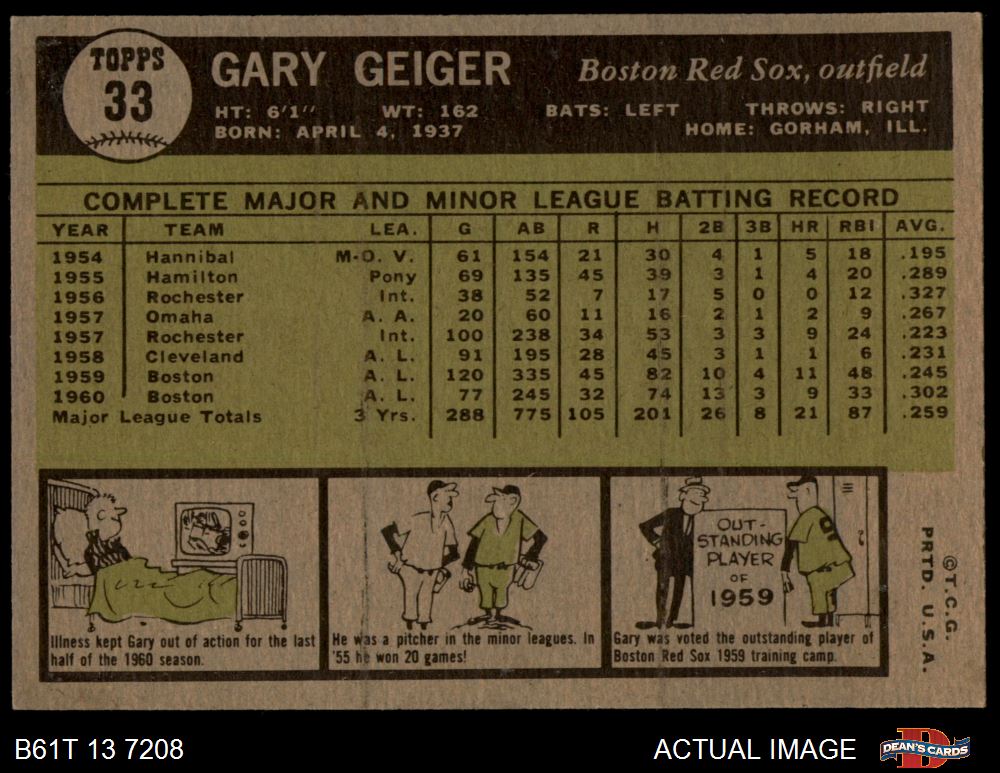 TOPPS
33
GARY GEIGER
Boston Red Sox, outfield
HT: 6'1" WT: 162 BATS: LEFT THROWS: RIGHT
BORN: APRIL 4, 1937 HOME: GORHAM, ILL.
COMPLETE MAJOR AND MINOR LEAGUE BATTING RECORD
YEAR TEAM LEA. G AB R H 2B 3B HR RBI AVG.
1954 Hannibal M-O. V. 61 154 21 30 4 1 5 18 .195
1955 Hamilton Pony 69 135 45 39 3 1 4 20 .289
1956 Rochester Int. 38 52 7 17 5 0 0 12 .327
1957 Omaha A. A. 20 60 11 16 2 1 2 9 .267
1957 Rochester Int. 100 238 34 53 3 3 9 24 .223
1958 Cleveland A. L. 91 195 28 45 3 1 1 6 .231
1959 Boston A. L. 120 335 45 82 10 4 11 48 .245
1960 Boston A. L. 77 245 32 74 13 3 9 33 .302
Major League Totals 3 Yrs. 288 775 105 201 26 8 21 87 .259
Illness kept Gary out of action for the last
half of the 1960 season.
He was a pitcher in the minor leagues. In
'55 he won 20 games!
OUT-
STANDING
PLAYER
OF
1959
Gary was voted the outstanding player of
Boston Red Sox 1959 training camp.
©T.C.G.
PRTD. U.S.A.
B61T 13 7208
ACTUAL IMAGE
DEAN'S CARDS